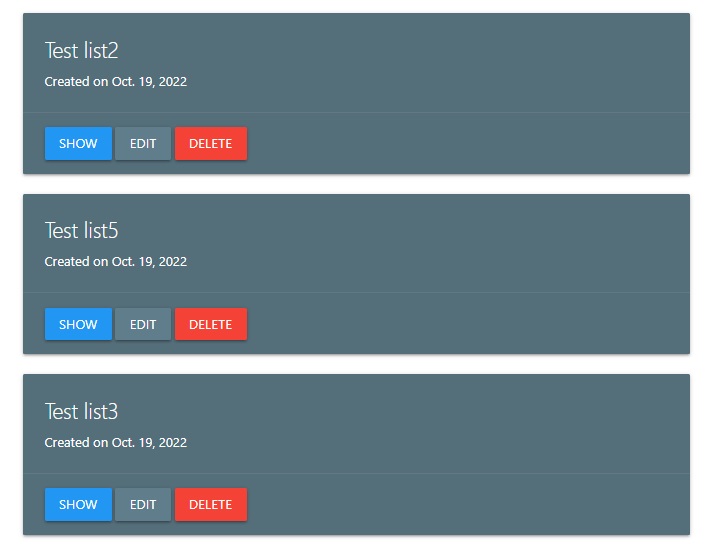 Test list2
Created on Oct. 19, 2022
SHOW EDIT DELETE
Test list5
Created on Oct. 19, 2022
SHOW EDIT DELETE
Test list3
Created on Oct. 19, 2022
SHOW EDIT DELETE